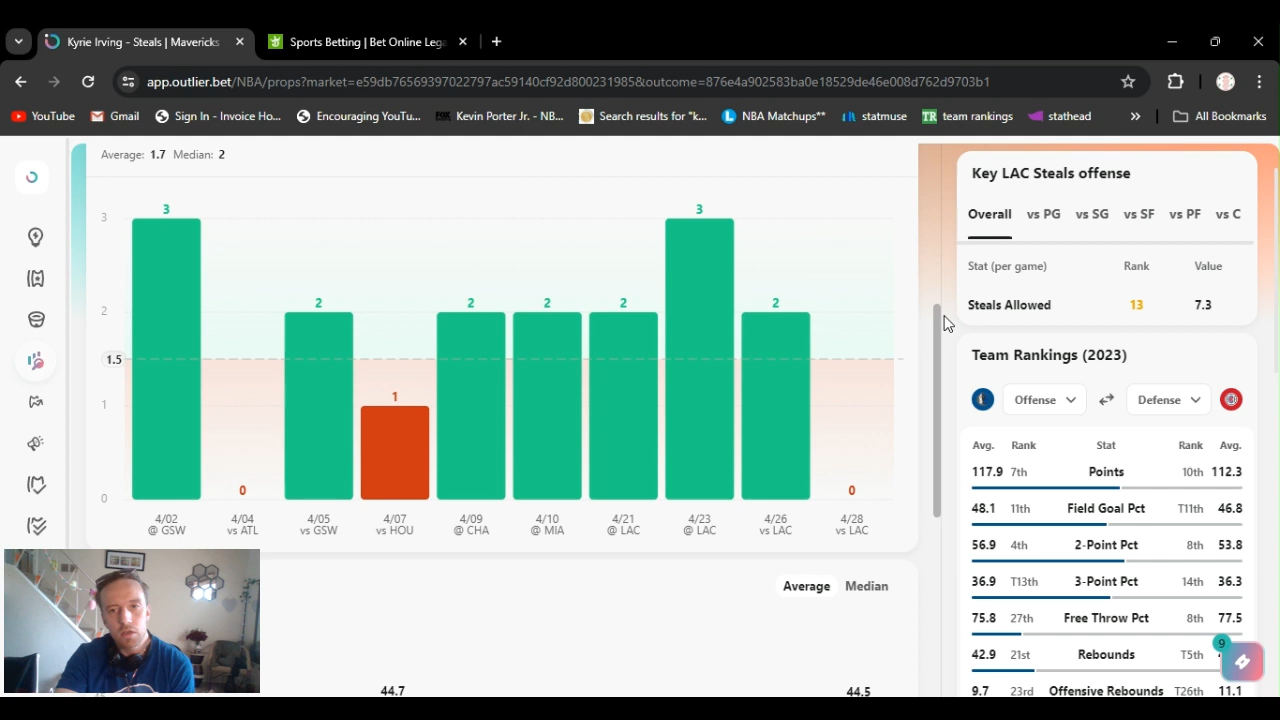 Kyrie Irving - Steals | Mavericks
Sports Betting | Bet Online Lega
app.outlier.bet/NBA/props?market=e59db76569397022797ac59140cf92d800231985&outcome=876e4a902583ba0e18529de46e008d762d9703b1
YouTube
Gmail
Sign In - Invoice Ho...
Encouraging YouTu...
Kevin Porter Jr. - NB...
Search results for "k...
NBA Matchups**
statmuse
TR team rankings
stathead
»
All Bookmarks
Average: 1.7 Median: 2
3
2
1.5
1
0
3
0
2
1
2
2
2
3
2
0
4/02 @ GSW
4/04 vs ATL
4/05 vs GSW
4/07 vs HOU
4/09 @ CHA
4/10 @ MIA
4/21 @ LAC
4/23 @ LAC
4/26 vs LAC
4/28 vs LAC
Average Median
44.7
44.5
Key LAC Steals offense
Overall vs PG vs SG vs SF vs PF vs C
Stat (per game) Rank Value
Steals Allowed 13 7.3
Team Rankings (2023)
Offense Defense
Avg. Rank Stat Rank Avg.
117.9 7th Points 10th 112.3
48.1 11th Field Goal Pct T11th 46.8
56.9 4th 2-Point Pct 8th 53.8
36.9 T13th 3-Point Pct 14th 36.3
75.8 27th Free Throw Pct 8th 77.5
42.9 21st Rebounds T5th
9.7 23rd Offensive Rebounds T26th 11.1
9